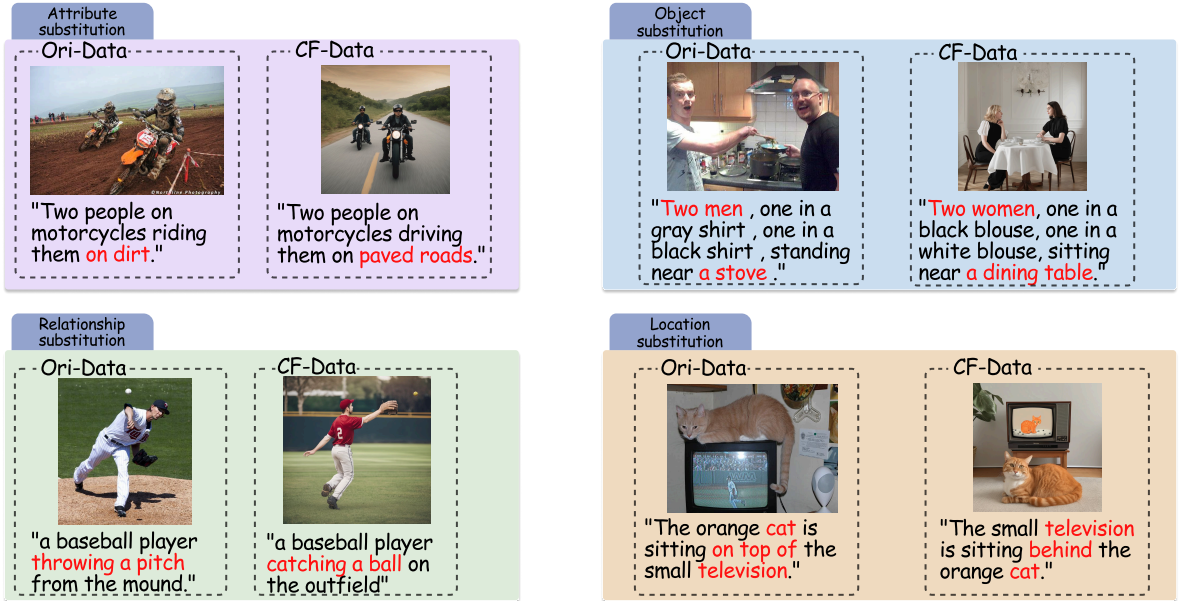 Attribute
substitution
Ori-Data
CF-Data
©NorthLine Photography
"Two people on
motorcycles riding
them on dirt."
"Two people on
motorcycles driving
them on paved roads."
Object
substitution
Ori-Data
CF-Data
"Two men , one in a
gray shirt , one in a
black shirt , standing
near a stove ."
"Two women, one in a
black blouse, one in a
white blouse, sitting
near a dining table."
Relationship
substitution
Ori-Data
CF-Data
2
"a baseball player
throwing a pitch
from the mound."
"a baseball player
catching a ball on
the outfield"
Location
substitution
Ori-Data
CF-Data
"The orange cat is
sitting on top of the
small television."
"The small television
is sitting behind the
orange cat."